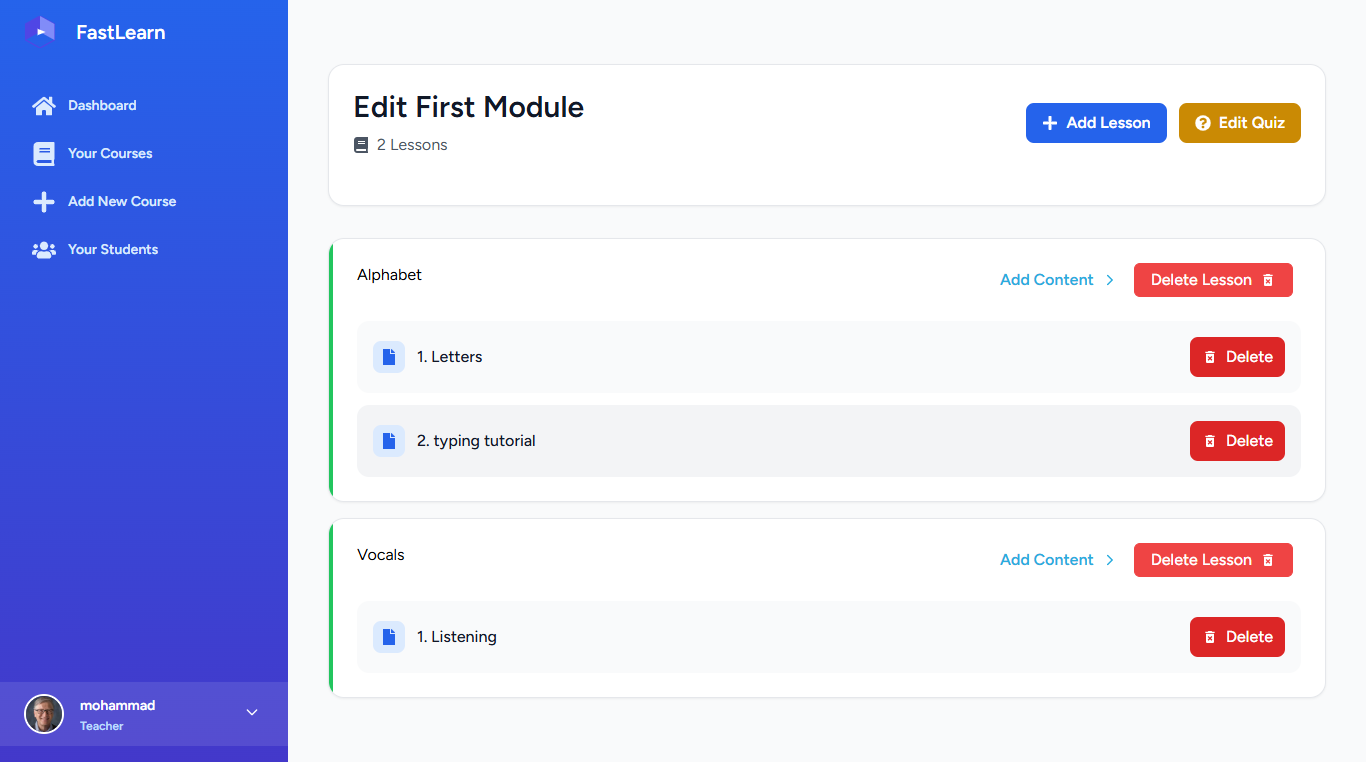 FastLearn
Dashboard
Your Courses
Add New Course
Your Students
mohammad
Teacher
Edit First Module
2 Lessons
Add Lesson
Edit Quiz
Alphabet
Add Content
Delete Lesson
1. Letters
Delete
2. typing tutorial
Delete
Vocals
Add Content
Delete Lesson
1. Listening
Delete